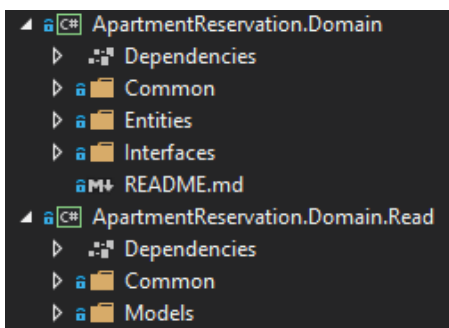 C# ApartmentReservation.Domain
Dependencies
Common
Entities
Interfaces
M README.md
C# ApartmentReservation.Domain.Read
Dependencies
Common
Models